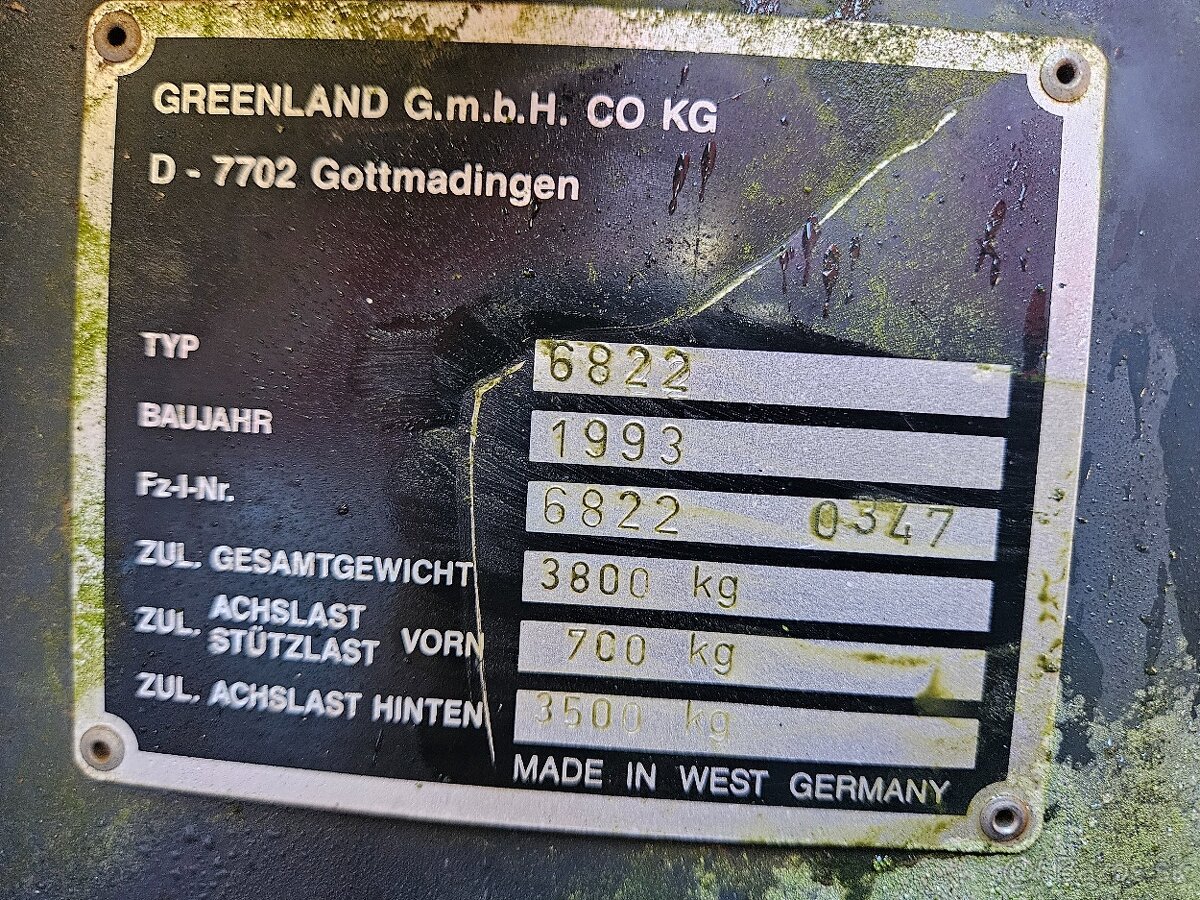 GREENLAND G.m.b.H. CO KG
D - 7702 Gottmadingen
TYP 6822
BAUJAHR 1993
Fz-I-Nr. 6822 0347
ZUL. GESAMTGEWICHT 3800 kg
ZUL. ACHSLAST STÜTZLAST VORN 700 kg
ZUL. ACHSLAST HINTEN 3500 kg
MADE IN WEST GERMANY